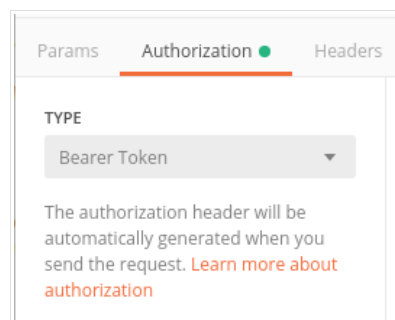 Params Authorization Headers
TYPE
Bearer Token
The authorization header will be
automatically generated when you
send the request. Learn more about
authorization